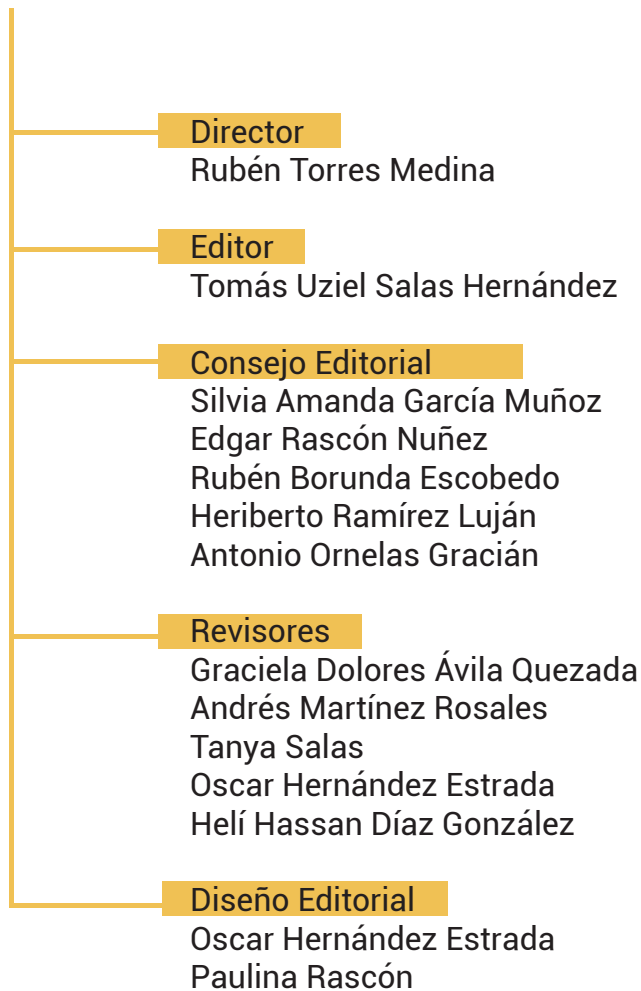 Director
Rubén Torres Medina
Editor
Tomás Uziel Salas Hernández
Consejo Editorial
Silvia Amanda García Muñoz
Edgar Rascón Nuñez
Rubén Borunda Escobedo
Heriberto Ramírez Luján
Antonio Ornelas Gracián
Revisores
Graciela Dolores Ávila Quezada
Andrés Martínez Rosales
Tanya Salas
Oscar Hernández Estrada
Helí Hassan Díaz González
Diseño Editorial
Oscar Hernández Estrada
Paulina Rascón